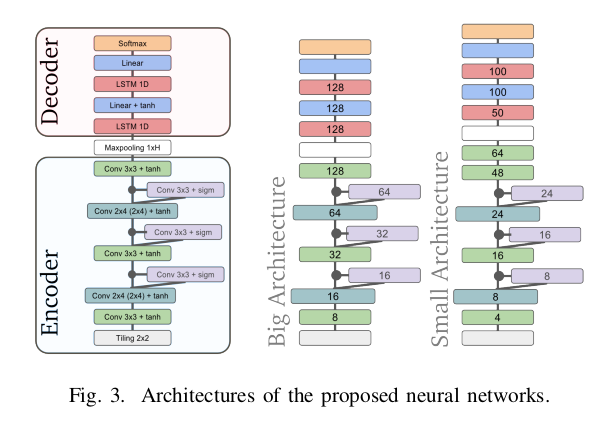 Decoder
Softmax
Linear
LSTM 1D
Linear + tanh
LSTM 1D
Maxpooling 1xH
Encoder
Conv 3x3 + tanh
Conv 3x3 + sigm
Conv 2x4 (2x4) + tanh
Conv 3x3 + sigm
Conv 3x3 + tanh
Conv 3x3 + sigm
Conv 2x4 (2x4) + tanh
Conv 3x3 + tanh
Tiling 2x2
Big Architecture
128
128
128
128
64
64
32
32
16
16
8
Small Architecture
100
100
50
64
48
24
24
16
16
8
8
4
Fig. 3. Architectures of the proposed neural networks.